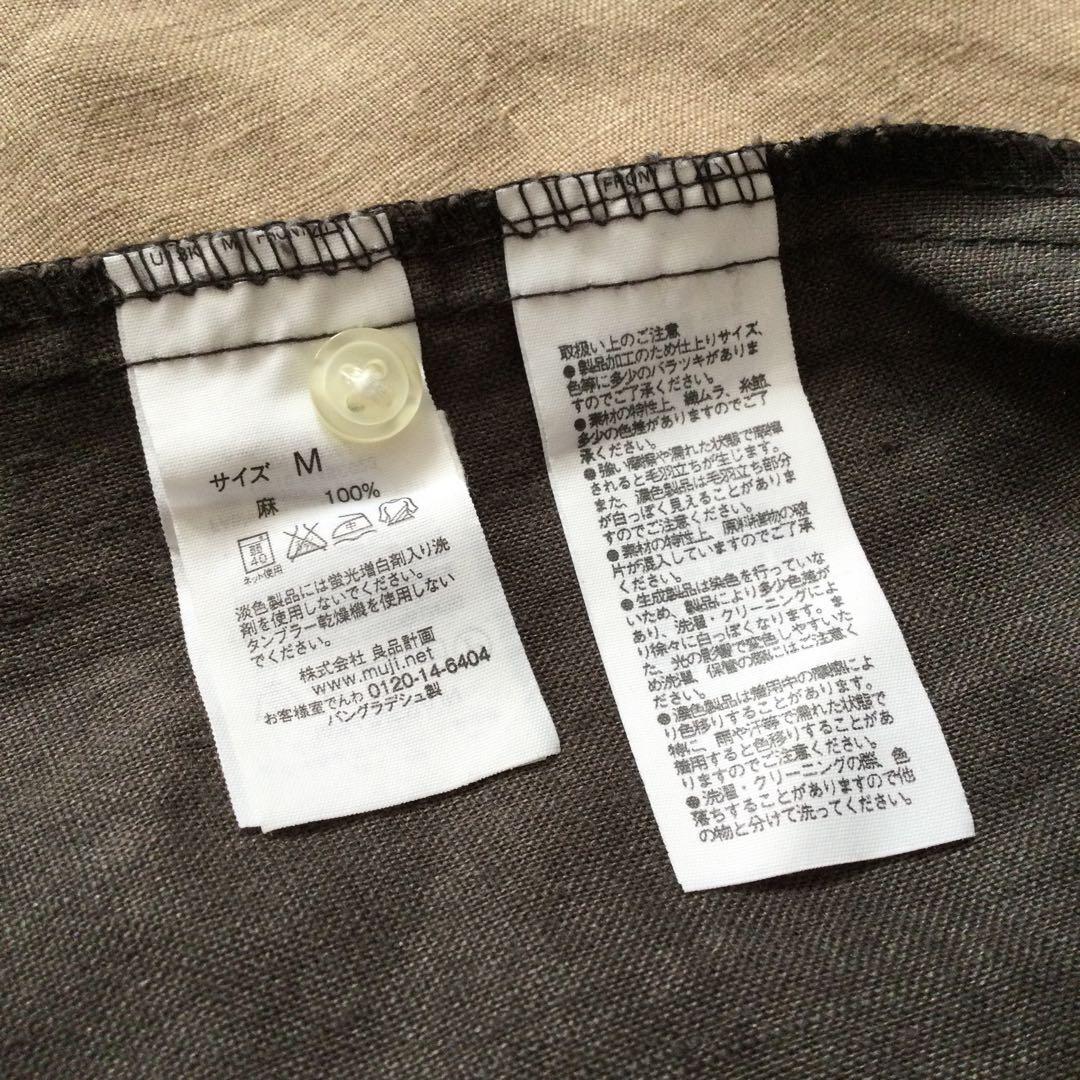 サイズ M
麻 100%
弱
40
中
ネット使用
淡色製品には蛍光増白剤入り洗
剤を使用しないでください。
タンブラー乾燥機を使用しない
でください。
株式会社 良品計画
www.muji.net
お客様室でんわ 0120-14-6404
バングラデシュ製
FRON
取扱い上のご注意
●製品加工のため仕上りサイズ、
色等に多少のバラツキがありま
すのでご了承ください。
●素材の特性上、織ムラ、糸節、
多少の色差がありますのでご了
承ください。
●強い摩擦や濡れた状態で摩擦
されると毛羽立ちが生じます。
また、濃色製品は毛羽立ち部分
が白っぽく見えることがありま
すのでご注意ください。
●素材の特性上、原料植物の破
片が混入していますのでご了承
ください。
●生成製品は染色を行っていな
いため、製品により多少色差が
あり、洗濯・クリーニングによ
り徐々に白っぽくなります。ま
た、光の影響で変色しやすいた
め洗濯、保管の際にはご注意く
ださい。
●濃色製品は着用中の摩擦によ
り色移りすることがあります。
特に、雨や汗等で濡れた状態で
着用すると色移りすることがあ
りますのでご注意ください。
●洗濯・クリーニングの際、色
落ちすることがありますので他
の物と分けて洗ってください。